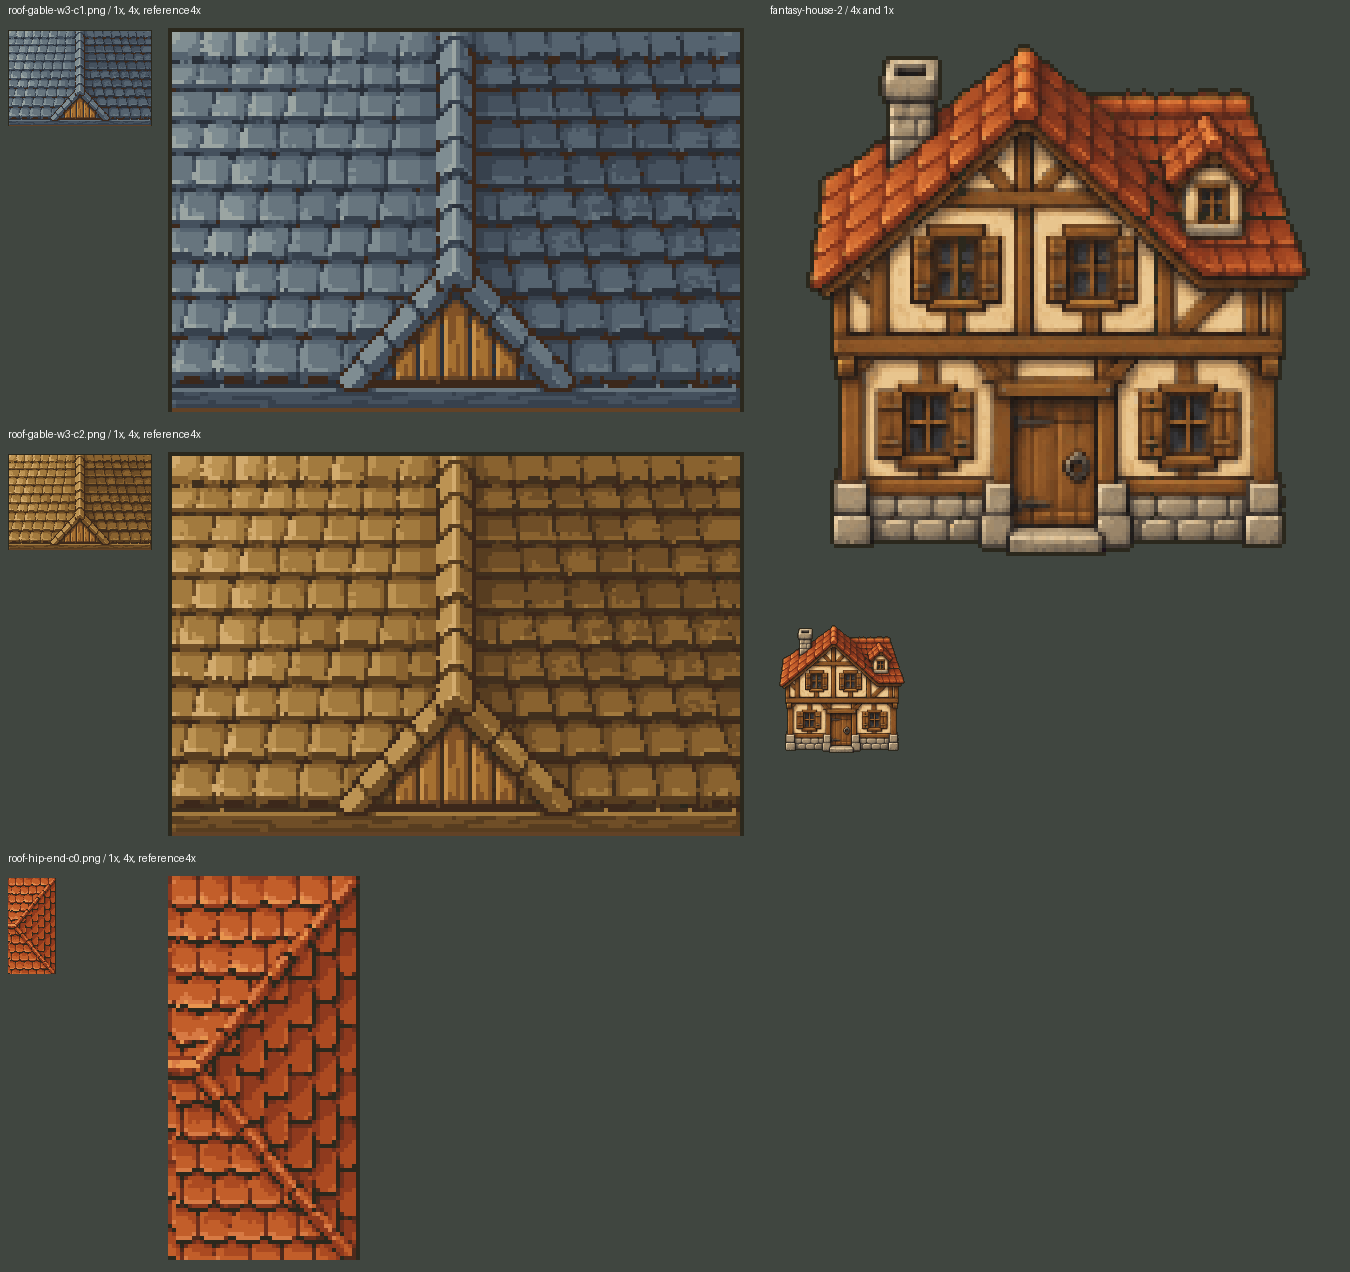 roof-gable-w3-c1.png / 1x, 4x, reference4x
fantasy-house-2 / 4x and 1x
roof-gable-w3-c2.png / 1x, 4x, reference4x
roof-hip-end-c0.png / 1x, 4x, reference4x